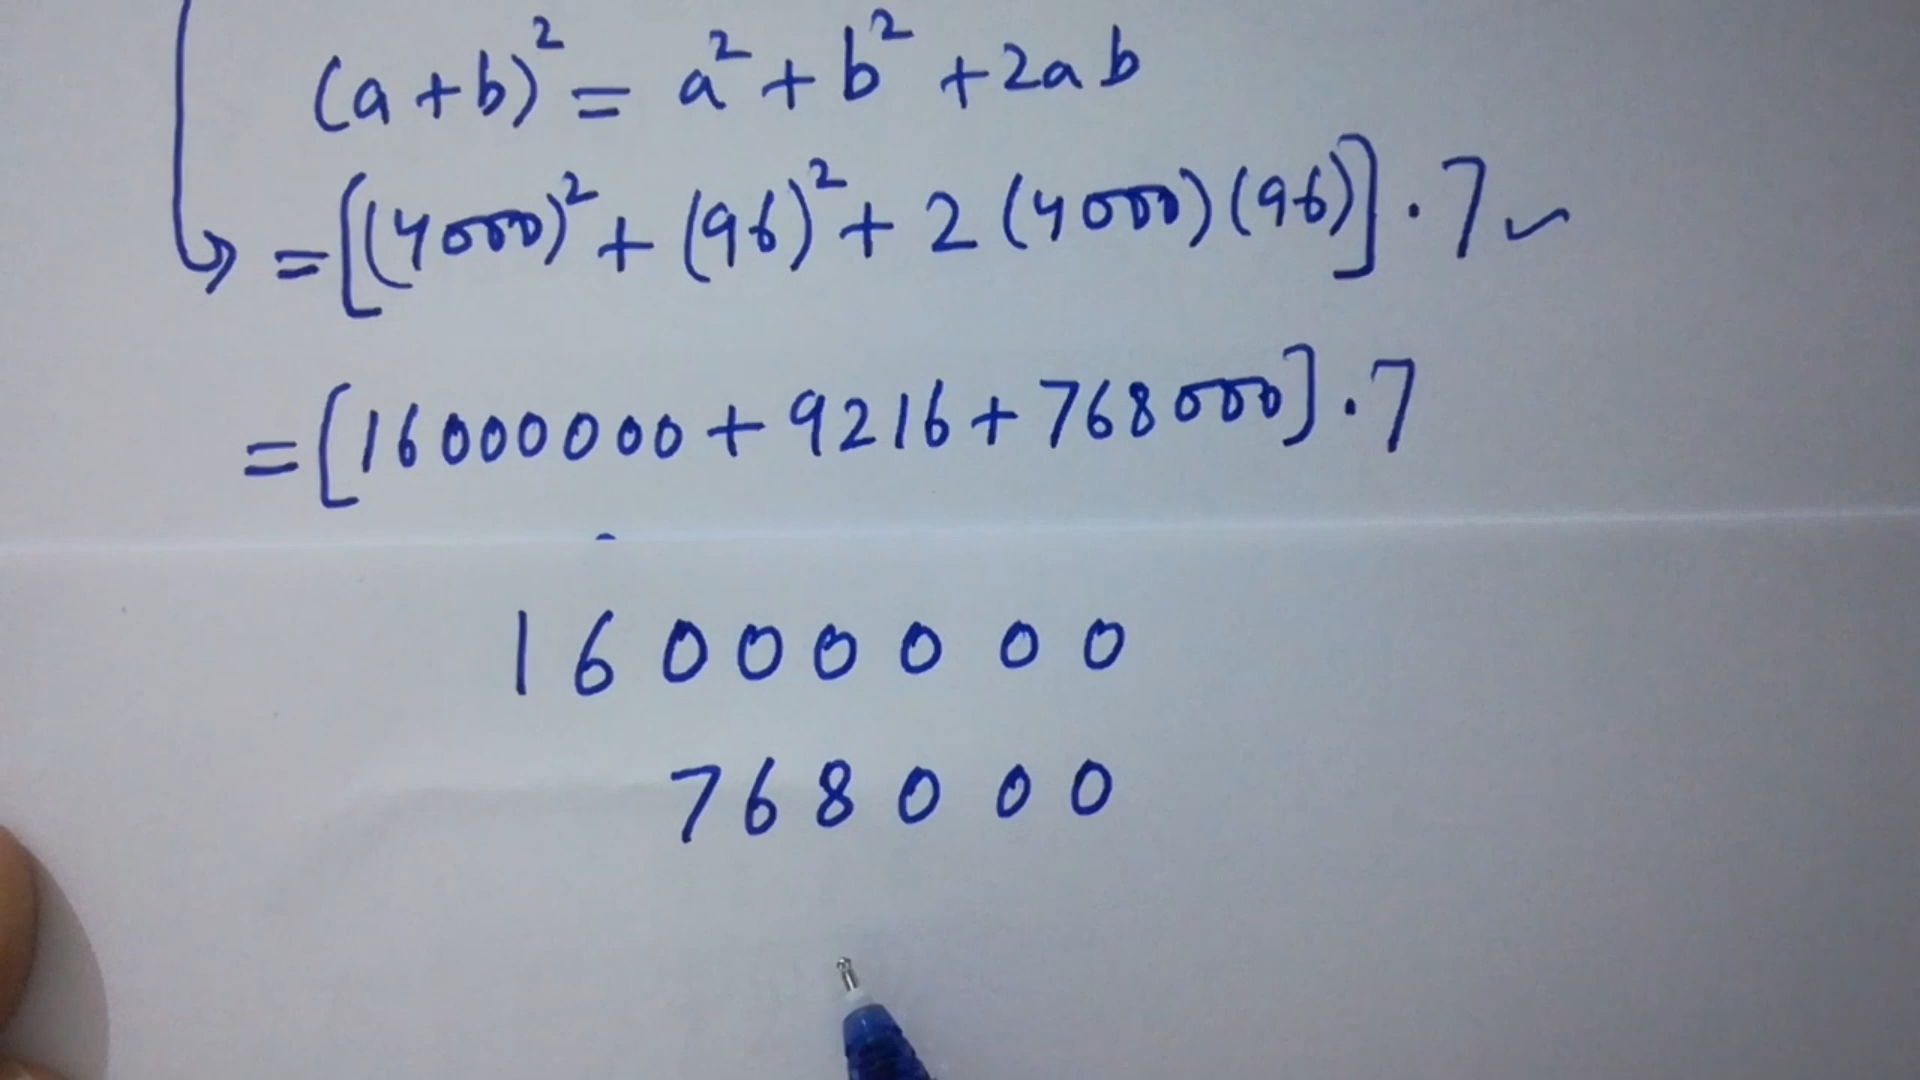 (a+b)² = a² + b² + 2ab
= [(4000)² + (96)² + 2 (4000) (96)] . 7
= [16000000 + 9216 + 768000] . 7
16000000
768000